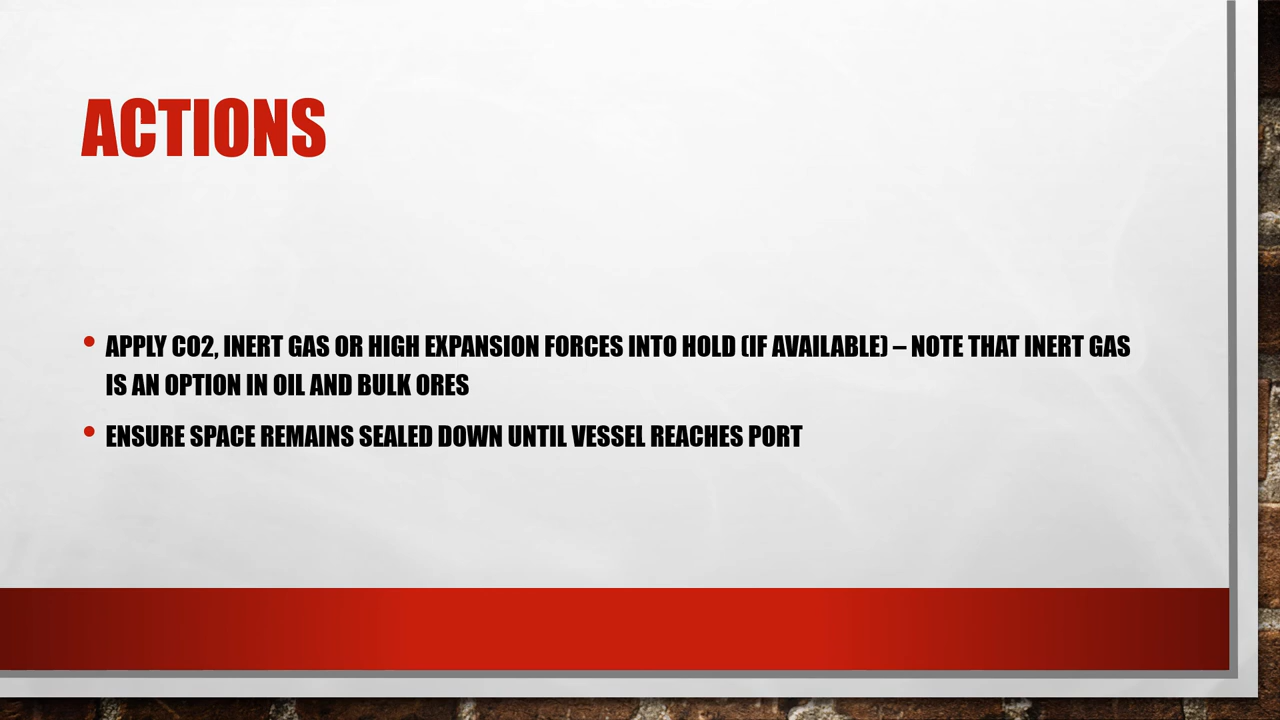 ACTIONS
• APPLY CO2, INERT GAS OR HIGH EXPANSION FORCES INTO HOLD (IF AVAILABLE) – NOTE THAT INERT GAS
IS AN OPTION IN OIL AND BULK ORES
• ENSURE SPACE REMAINS SEALED DOWN UNTIL VESSEL REACHES PORT